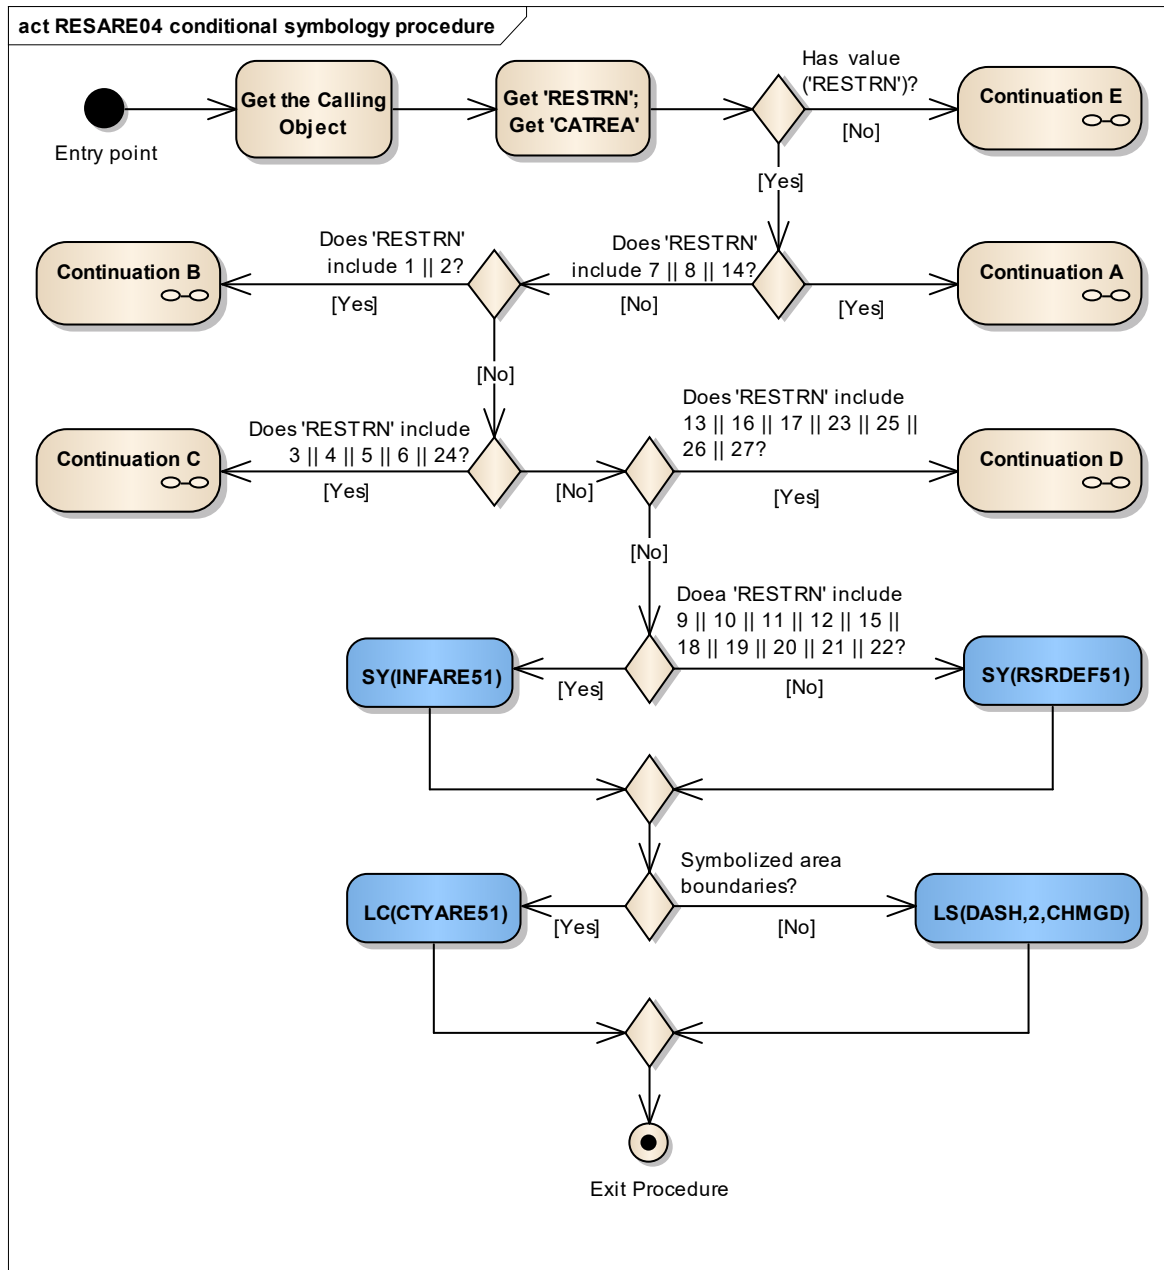 act RESARE04 conditional symbology procedure
Entry point
Get the Calling
Object
Get 'RESTRN';
Get 'CATREA'
Has value
('RESTRN')?
[No]
Continuation E
[Yes]
Does 'RESTRN'
include 7 || 8 || 14?
[Yes]
Continuation A
[No]
Does 'RESTRN'
include 1 || 2?
[Yes]
Continuation B
[No]
Does 'RESTRN' include
3 || 4 || 5 || 6 || 24?
[Yes]
Continuation C
[No]
Does 'RESTRN' include
13 || 16 || 17 || 23 || 25 ||
26 || 27?
[Yes]
Continuation D
[No]
Doea 'RESTRN' include
9 || 10 || 11 || 12 || 15 ||
18 || 19 || 20 || 21 || 22?
[Yes]
SY(INFARE51)
[No]
SY(RSRDEF51)
Symbolized area
boundaries?
[Yes]
LC(CTYARE51)
[No]
LS(DASH,2,CHMGD)
Exit Procedure